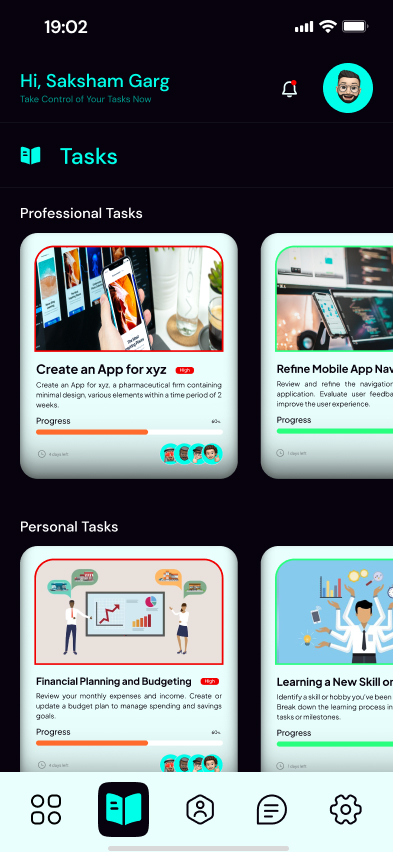 19:02
Hi, Saksham Garg
Take Control of Your Tasks Now
Tasks
Professional Tasks
Create an App for xyz
High
Create an App for xyz, a pharmaceutical firm containing
minimal design, various elements within a time period of 2
weeks.
Progress
60%
4 days left
Refine Mobile App Nav
Review and refine the navigation
application. Evaluate user feedba
improve the user experience.
Progress
7 days left
Personal Tasks
Financial Planning and Budgeting
High
Review your monthly expenses and income. Create or
update a budget plan to manage spending and savings
goals.
Progress
60%
4 days left
Learning a New Skill or
Identify a skill or hobby you've been
Break down the learning process in
tasks or milestones.
Progress
7 days left